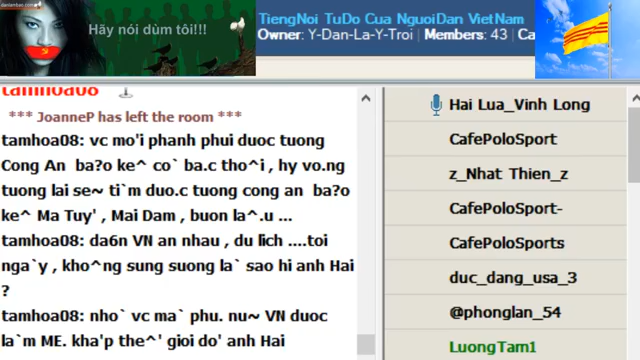 danlambao.com
Hãy nói dùm tôi!!!
TiengNoi TuDo Cua NguoiDan VietNam
Owner: Y-Dan-La-Y-Troi | Members: 43 | Ca
tamhoa08
*** JoanneP has left the room ***
tamhoa08: vc mo'i phanh phui duoc tuong
Cong An ba?o ke^ co` ba.c tho^i , hy vo.ng
tuong lai se~ ti`m duo.c tuong cong an ba?o
ke^ Ma Tuy' , Mai Dam , buon la^.u ...
tamhoa08: da6n VN an nhau , du lich ....toi
nga`y , kho^ng sung suong la` sao hi anh Hai
?
tamhoa08: nho` vc ma` phu. nu~ VN duoc
la`m ME. kha'p the^' gioi do' anh Hai
Hai Lua_Vinh Long
CafePoloSport
z_Nhat Thien_z
CafePoloSport-
CafePoloSports
duc_dang_usa_3
@phonglan_54
LuongTam1